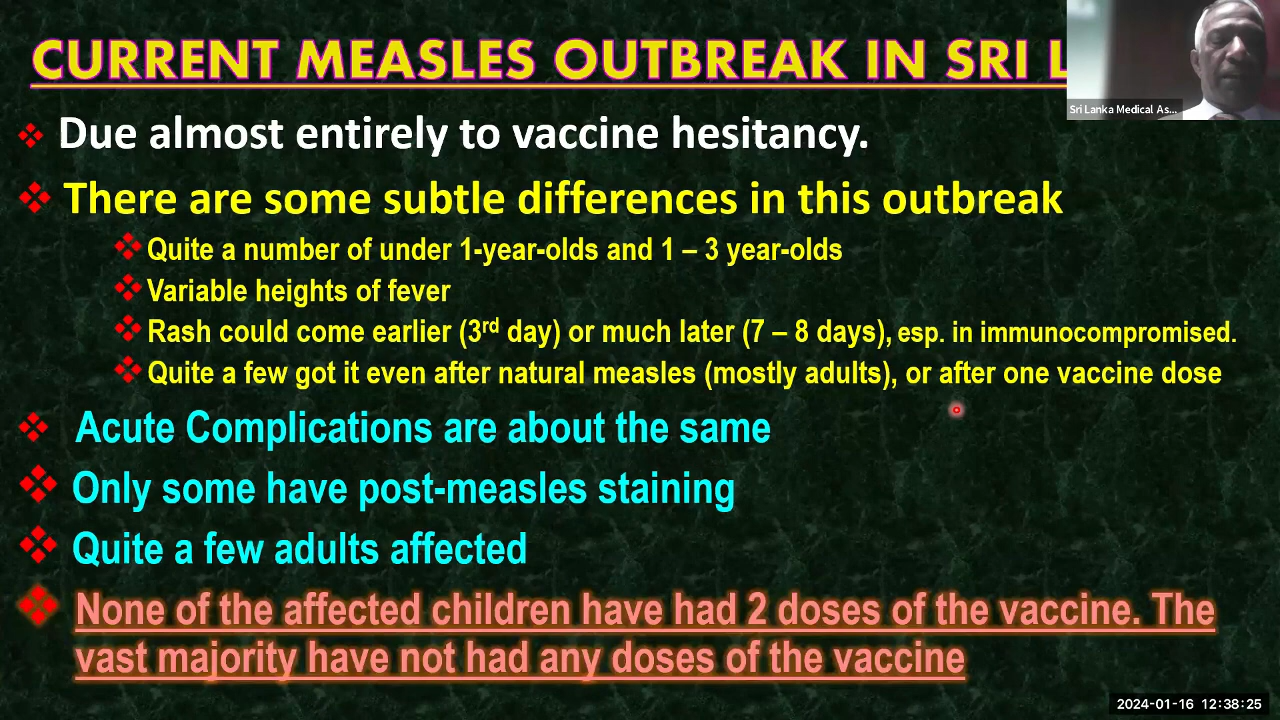 CURRENT MEASLES OUTBREAK IN SRI L
Sri Lanka Medical As...
❖ Due almost entirely to vaccine hesitancy.
❖ There are some subtle differences in this outbreak
❖ Quite a number of under 1-year-olds and 1 – 3 year-olds
❖ Variable heights of fever
❖ Rash could come earlier (3rd day) or much later (7 – 8 days), esp. in immunocompromised.
❖ Quite a few got it even after natural measles (mostly adults), or after one vaccine dose
❖ Acute Complications are about the same
❖ Only some have post-measles staining
❖ Quite a few adults affected
❖ None of the affected children have had 2 doses of the vaccine. The
vast majority have not had any doses of the vaccine
2024-01-16 12:38:25